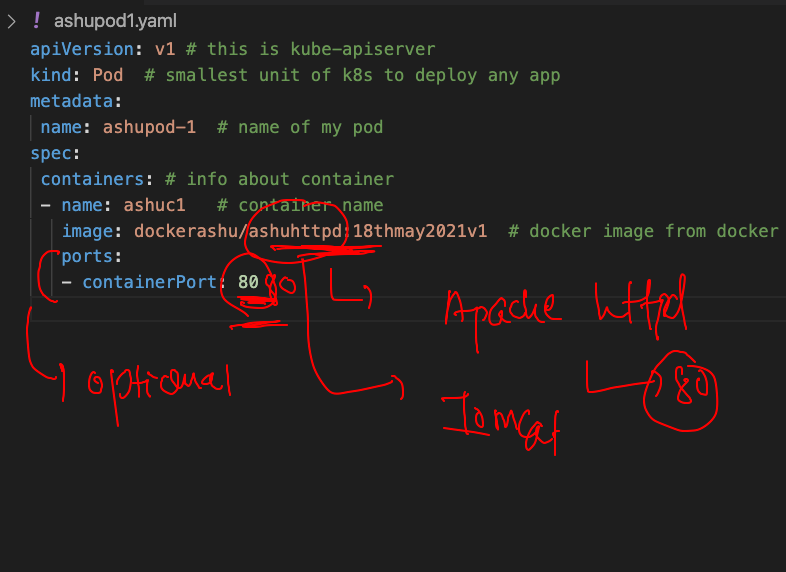 ashupod1.yaml
apiVersion: v1 # this is kube-apiserver
kind: Pod  # smallest unit of k8s to deploy any app
metadata:
 name: ashupod-1  # name of my pod
spec:
 containers: # info about container
 - name: ashuc1   # container name
   image: dockerashu/ashuhttpd:18thmay2021v1  # docker image from docker
   ports:
   - containerPort: 80
Apache httpd
optional
80
Tomcat